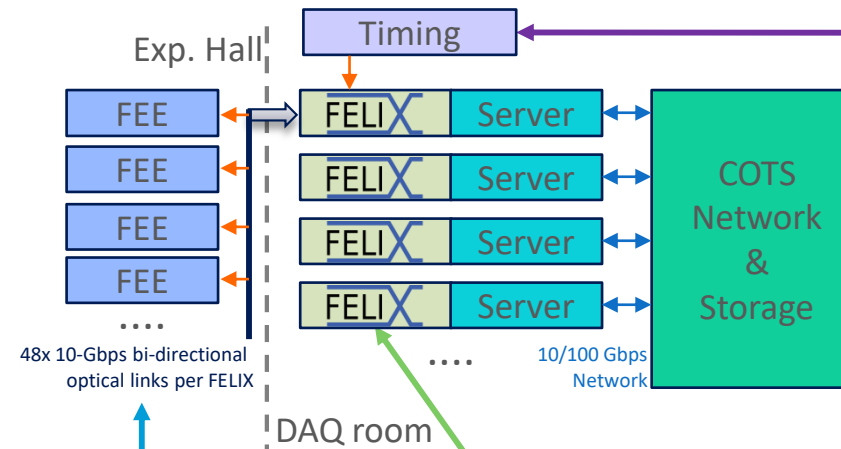 Exp. Hall
Timing
FEE
FELIX
Server
FEE
FELIX
Server
FEE
FELIX
Server
FEE
FELIX
Server
COTS
Network
&
Storage
....
48x 10-Gbps bi-directional
optical links per FELIX
....
10/100 Gbps
Network
DAQ room